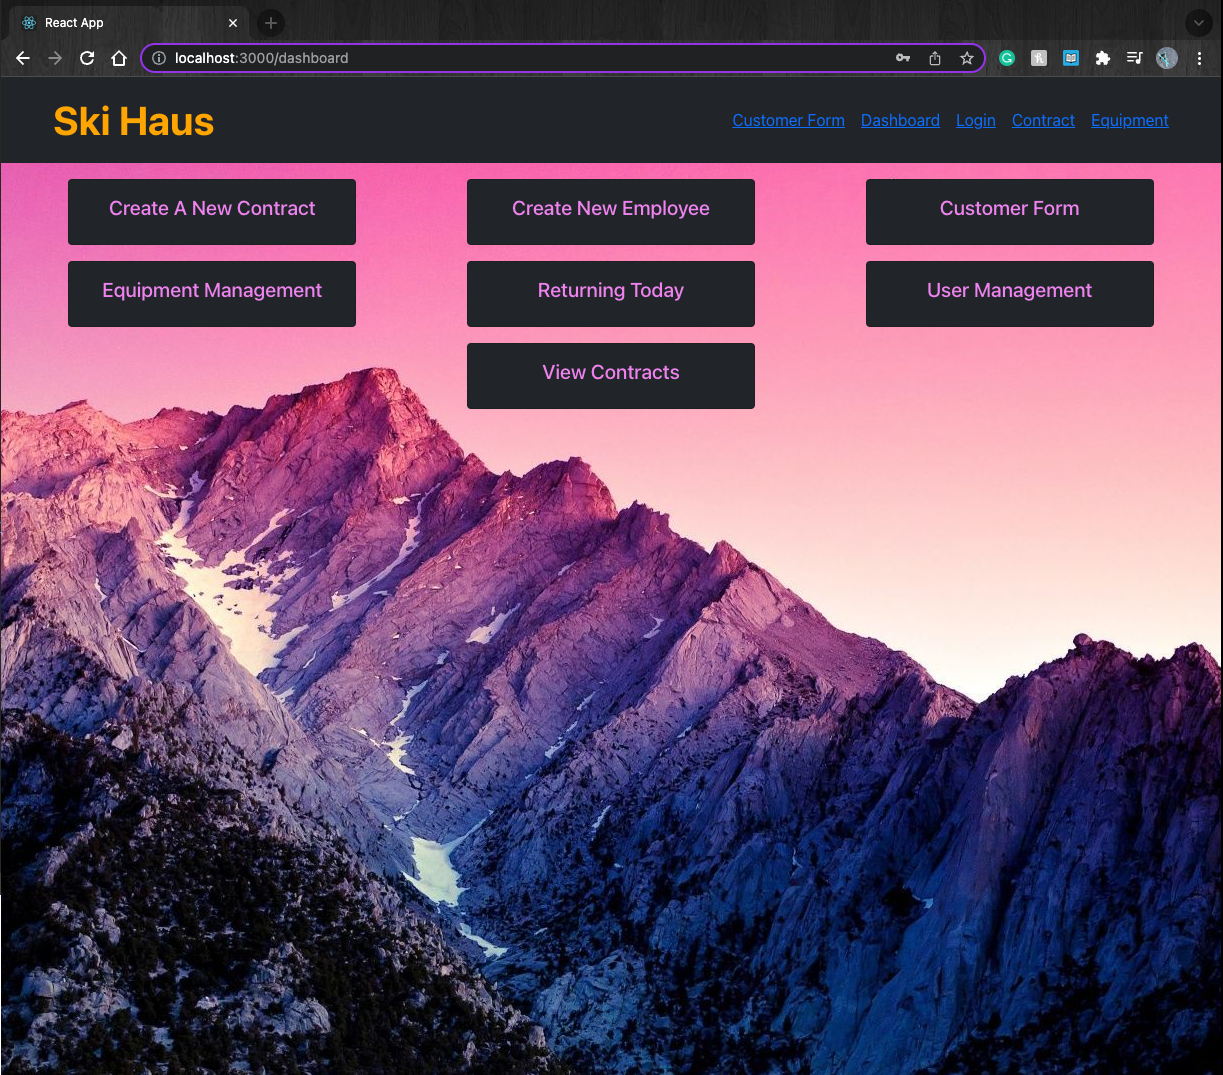 React App
localhost:3000/dashboard
Ski Haus
Customer Form Dashboard Login Contract Equipment
Create A New Contract
Create New Employee
Customer Form
Equipment Management
Returning Today
User Management
View Contracts